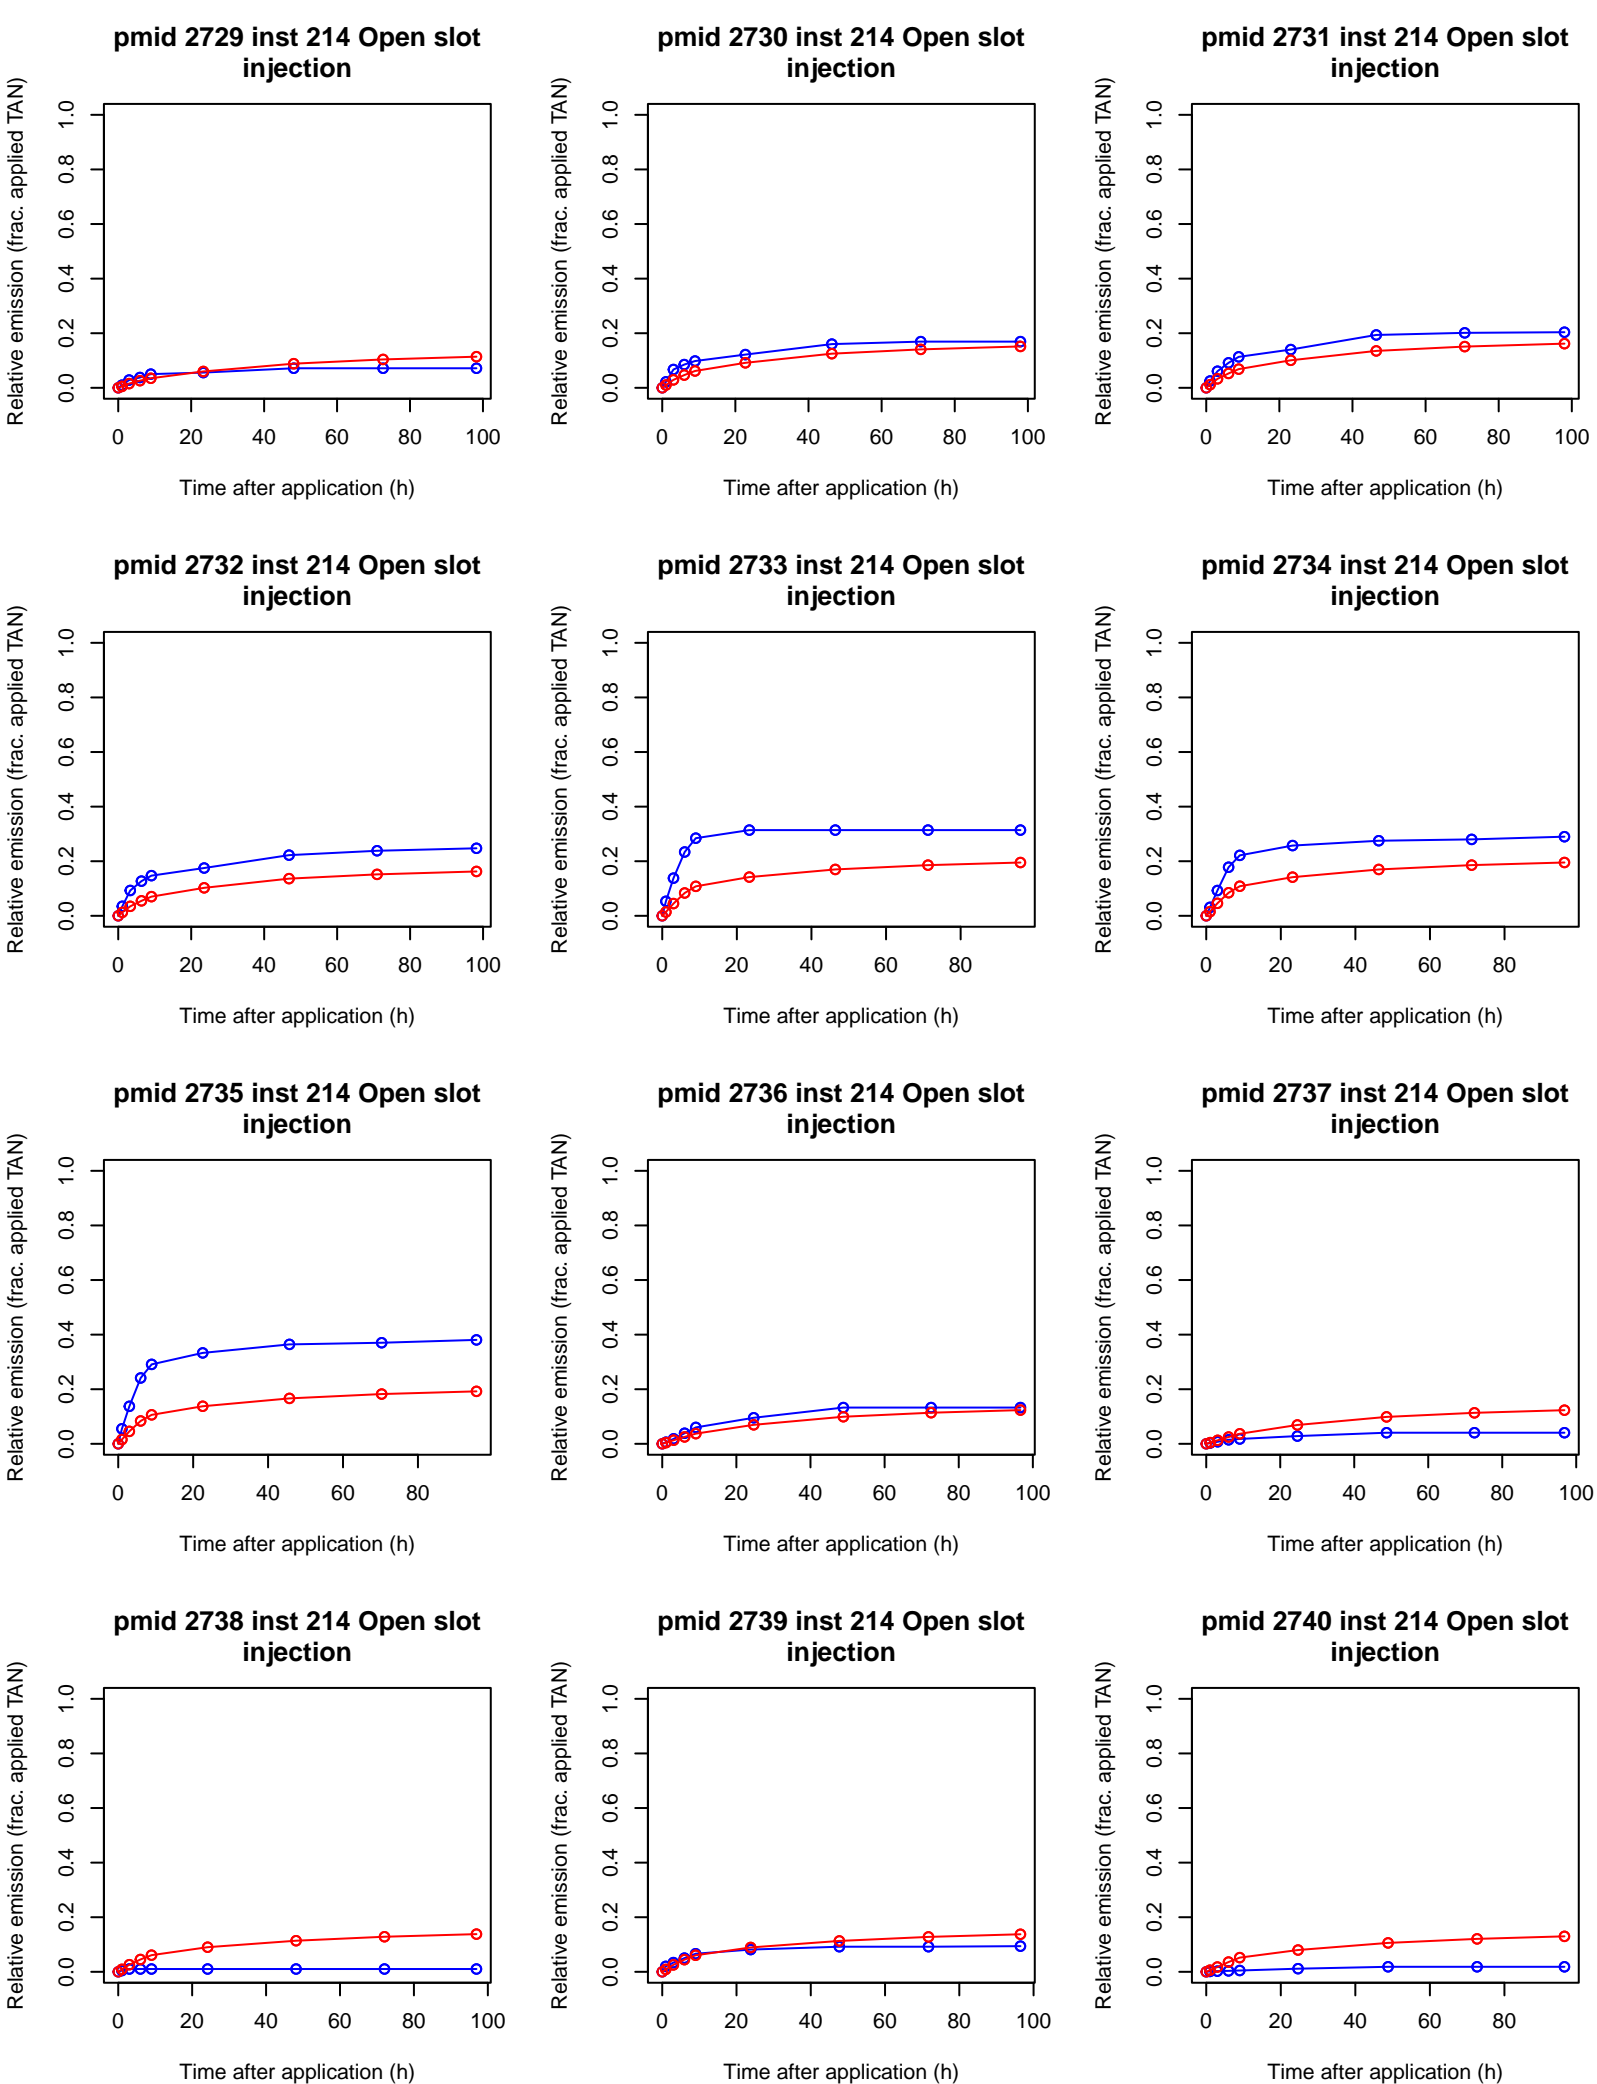 pmid 2729 inst 214 Open slot
injection
Relative emission (frac. applied TAN)
1.0
0.8
0.6
0.4
0.2
0.0
0 20 40 60 80 100
Time after application (h)
pmid 2730 inst 214 Open slot
injection
Relative emission (frac. applied TAN)
1.0
0.8
0.6
0.4
0.2
0.0
0 20 40 60 80 100
Time after application (h)
pmid 2731 inst 214 Open slot
injection
Relative emission (frac. applied TAN)
1.0
0.8
0.6
0.4
0.2
0.0
0 20 40 60 80 100
Time after application (h)
pmid 2732 inst 214 Open slot
injection
Relative emission (frac. applied TAN)
1.0
0.8
0.6
0.4
0.2
0.0
0 20 40 60 80 100
Time after application (h)
pmid 2733 inst 214 Open slot
injection
Relative emission (frac. applied TAN)
1.0
0.8
0.6
0.4
0.2
0.0
0 20 40 60 80
Time after application (h)
pmid 2734 inst 214 Open slot
injection
Relative emission (frac. applied TAN)
1.0
0.8
0.6
0.4
0.2
0.0
0 20 40 60 80
Time after application (h)
pmid 2735 inst 214 Open slot
injection
Relative emission (frac. applied TAN)
1.0
0.8
0.6
0.4
0.2
0.0
0 20 40 60 80
Time after application (h)
pmid 2736 inst 214 Open slot
injection
Relative emission (frac. applied TAN)
1.0
0.8
0.6
0.4
0.2
0.0
0 20 40 60 80 100
Time after application (h)
pmid 2737 inst 214 Open slot
injection
Relative emission (frac. applied TAN)
1.0
0.8
0.6
0.4
0.2
0.0
0 20 40 60 80 100
Time after application (h)
pmid 2738 inst 214 Open slot
injection
Relative emission (frac. applied TAN)
1.0
0.8
0.6
0.4
0.2
0.0
0 20 40 60 80 100
Time after application (h)
pmid 2739 inst 214 Open slot
injection
Relative emission (frac. applied TAN)
1.0
0.8
0.6
0.4
0.2
0.0
0 20 40 60 80 100
Time after application (h)
pmid 2740 inst 214 Open slot
injection
Relative emission (frac. applied TAN)
1.0
0.8
0.6
0.4
0.2
0.0
0 20 40 60 80
Time after application (h)